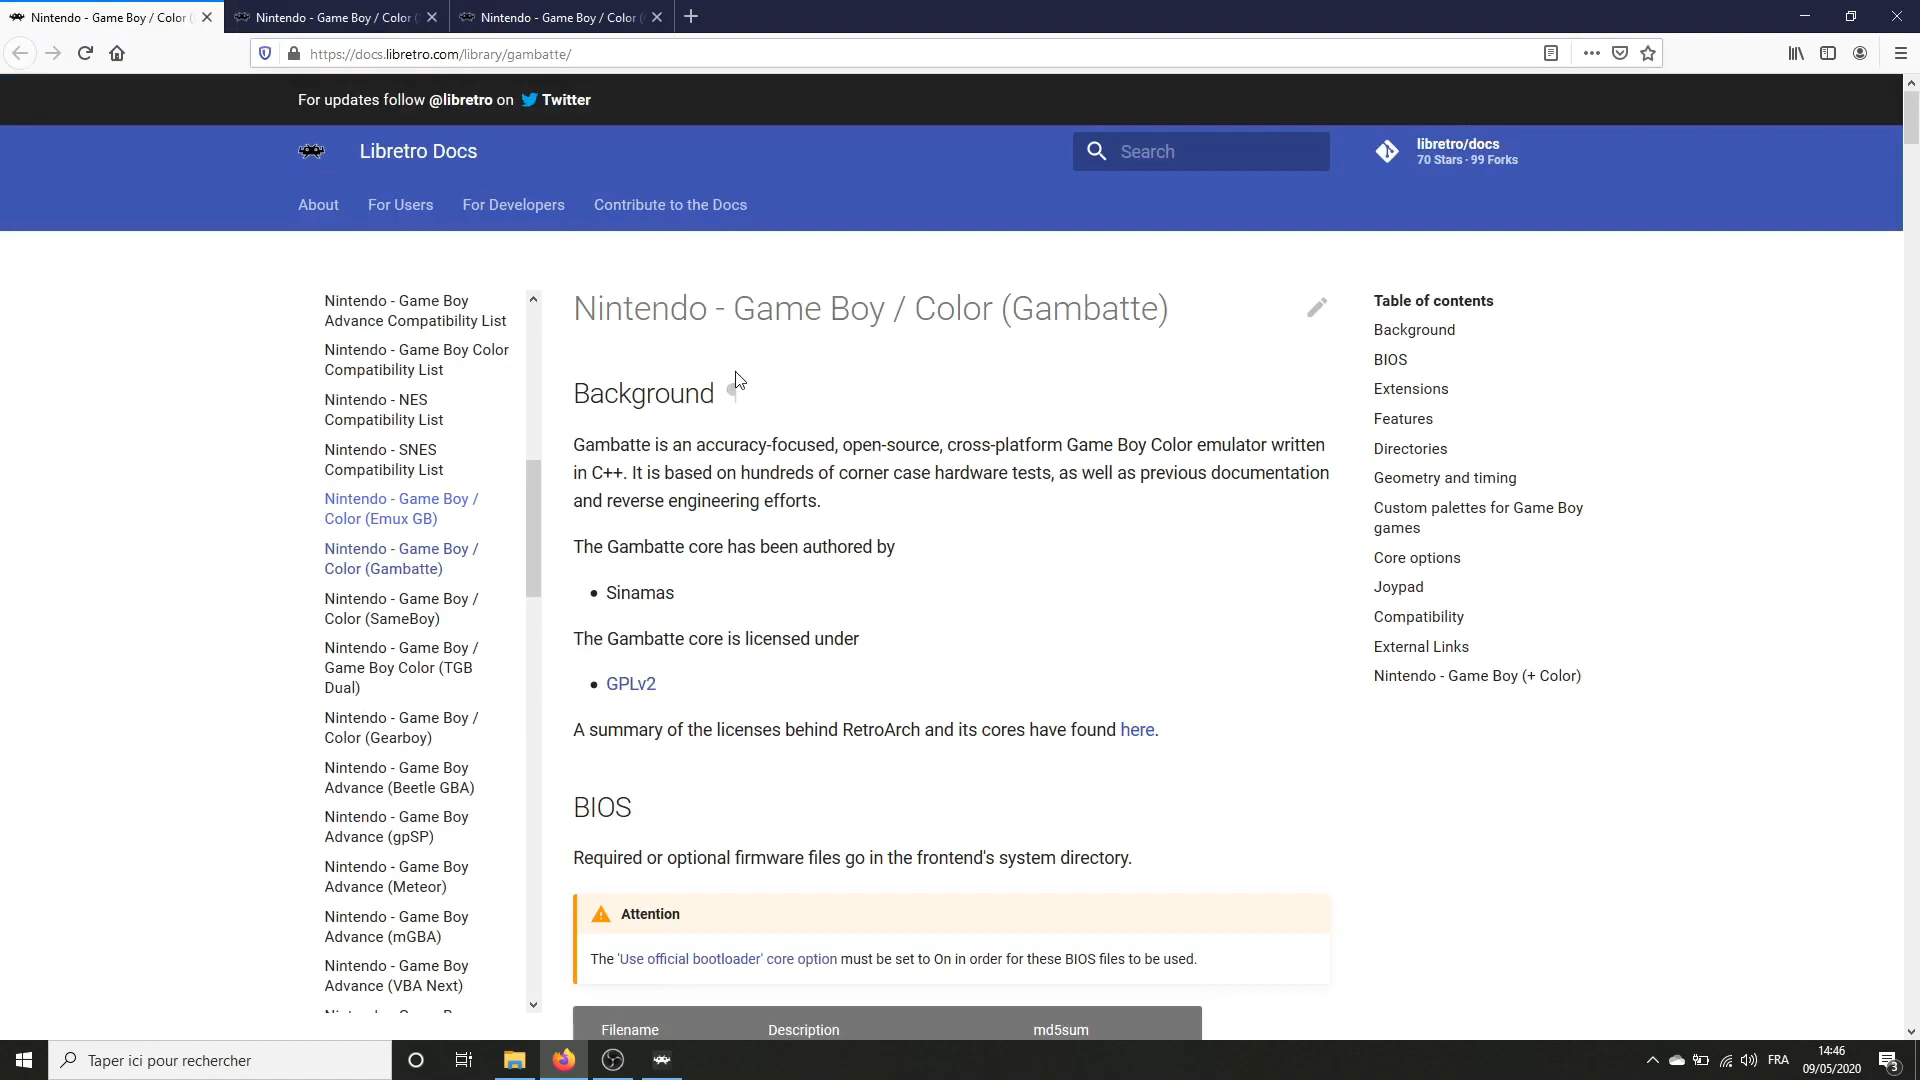 Nintendo - Game Boy / Color (
Nintendo - Game Boy / Color (
Nintendo - Game Boy / Color (
https://docs.libretro.com/library/gambatte/
For updates follow @libretro on Twitter
Libretro Docs
Search
libretro/docs
70 Stars · 99 Forks
About
For Users
For Developers
Contribute to the Docs
Nintendo - Game Boy
Advance Compatibility List
Nintendo - Game Boy Color
Compatibility List
Nintendo - NES
Compatibility List
Nintendo - SNES
Compatibility List
Nintendo - Game Boy /
Color (Emux GB)
Nintendo - Game Boy /
Color (Gambatte)
Nintendo - Game Boy /
Color (SameBoy)
Nintendo - Game Boy /
Game Boy Color (TGB
Dual)
Nintendo - Game Boy /
Color (Gearboy)
Nintendo - Game Boy
Advance (Beetle GBA)
Nintendo - Game Boy
Advance (gpSP)
Nintendo - Game Boy
Advance (Meteor)
Nintendo - Game Boy
Advance (mGBA)
Nintendo - Game Boy
Advance (VBA Next)
Nintendo - Game Boy / Color (Gambatte)
Background
Gambatte is an accuracy-focused, open-source, cross-platform Game Boy Color emulator written
in C++. It is based on hundreds of corner case hardware tests, as well as previous documentation
and reverse engineering efforts.
The Gambatte core has been authored by
• Sinamas
The Gambatte core is licensed under
• GPLv2
A summary of the licenses behind RetroArch and its cores have found here.
BIOS
Required or optional firmware files go in the frontend's system directory.
Attention
The 'Use official bootloader' core option must be set to On in order for these BIOS files to be used.
Filename Description md5sum
Table of contents
Background
BIOS
Extensions
Features
Directories
Geometry and timing
Custom palettes for Game Boy
games
Core options
Joypad
Compatibility
External Links
Nintendo - Game Boy (+ Color)
Taper ici pour rechercher
FRA
14:46
09/05/2020
3